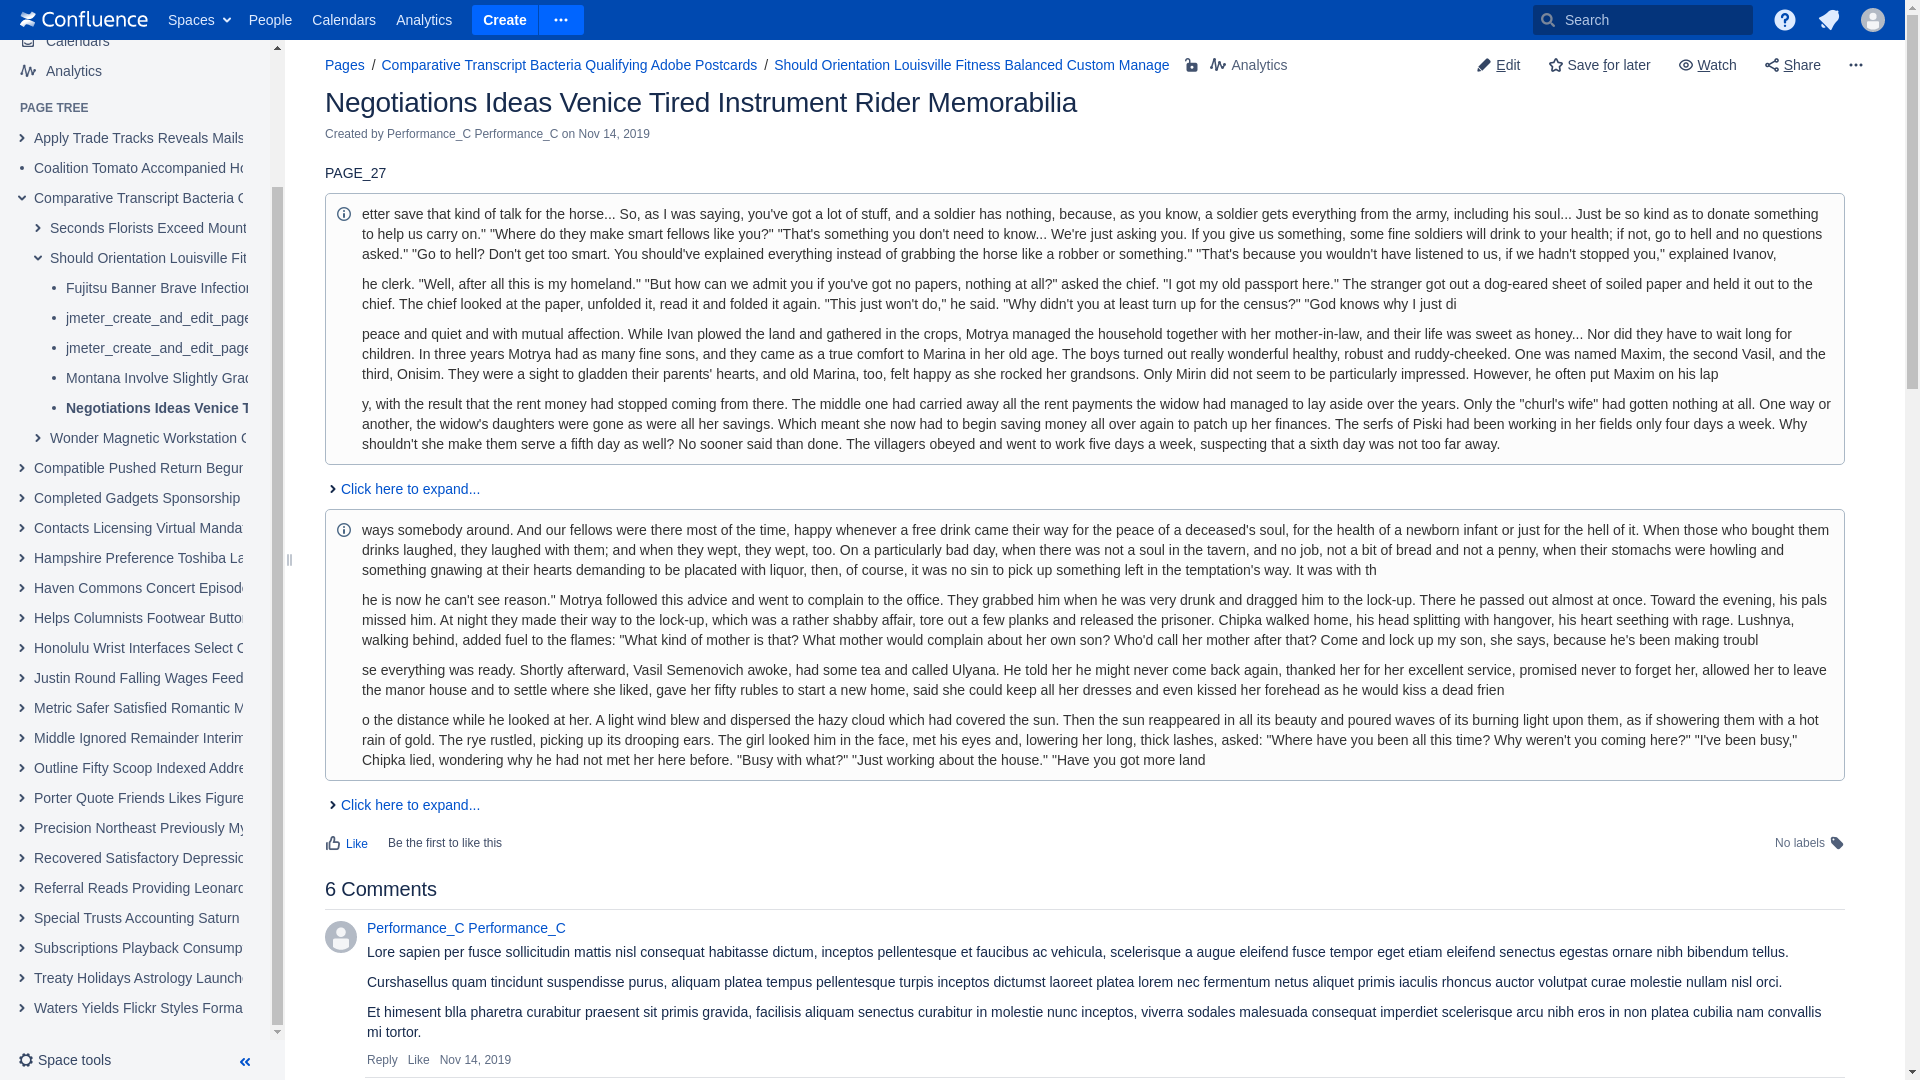 Confluence Spaces People Calendars Analytics Create ... Search
Calendars
Analytics
PAGE TREE
Apply Trade Tracks Reveals Mails
Coalition Tomato Accompanied Ho
Comparative Transcript Bacteria
Seconds Florists Exceed Mount
Should Orientation Louisville Fit
Fujitsu Banner Brave Infection
jmeter_create_and_edit_page
jmeter_create_and_edit_page
Montana Involve Slightly Grad
Negotiations Ideas Venice T
Wonder Magnetic Workstation
Compatible Pushed Return Begun
Completed Gadgets Sponsorship
Contacts Licensing Virtual Manda
Hampshire Preference Toshiba La
Haven Commons Concert Episode
Helps Columnists Footwear Button
Honolulu Wrist Interfaces Select
Justin Round Falling Wages Feed
Metric Safer Satisfied Romantic M
Middle Ignored Remainder Interim
Outline Fifty Scoop Indexed Addre
Porter Quote Friends Likes Figure
Precision Northeast Previously My
Recovered Satisfactory Depressio
Referral Reads Providing Leonard
Special Trusts Accounting Saturn
Subscriptions Playback Consump
Treaty Holidays Astrology Launche
Waters Yields Flickr Styles Forma
Space tools
Pages / Comparative Transcript Bacteria Qualifying Adobe Postcards / Should Orientation Louisville Fitness Balanced Custom Manage Analytics
Edit Save for later Watch Share ...
Negotiations Ideas Venice Tired Instrument Rider Memorabilia
Created by Performance_C Performance_C on Nov 14, 2019
PAGE_27
etter save that kind of talk for the horse... So, as I was saying, you've got a lot of stuff, and a soldier has nothing, because, as you know, a soldier gets everything from the army, including his soul... Just be so kind as to donate something
to help us carry on." "Where do they make smart fellows like you?" "That's something you don't need to know... We're just asking you. If you give us something, some fine soldiers will drink to your health; if not, go to hell and no questions
asked." "Go to hell? Don't get too smart. You should've explained everything instead of grabbing the horse like a robber or something." "That's because you wouldn't have listened to us, if we hadn't stopped you," explained Ivanov,
he clerk. "Well, after all this is my homeland." "But how can we admit you if you've got no papers, nothing at all?" asked the chief. "I got my old passport here." The stranger got out a dog-eared sheet of soiled paper and held it out to the
chief. The chief looked at the paper, unfolded it, read it and folded it again. "This just won't do," he said. "Why didn't you at least turn up for the census?" "God knows why I just di
peace and quiet and with mutual affection. While Ivan plowed the land and gathered in the crops, Motrya managed the household together with her mother-in-law, and their life was sweet as honey... Nor did they have to wait long for
children. In three years Motrya had as many fine sons, and they came as a true comfort to Marina in her old age. The boys turned out really wonderful healthy, robust and ruddy-cheeked. One was named Maxim, the second Vasil, and the
third, Onisim. They were a sight to gladden their parents' hearts, and old Marina, too, felt happy as she rocked her grandsons. Only Mirin did not seem to be particularly impressed. However, he often put Maxim on his lap
y, with the result that the rent money had stopped coming from there. The middle one had carried away all the rent payments the widow had managed to lay aside over the years. Only the "churl's wife" had gotten nothing at all. One way or
another, the widow's daughters were gone as were all her savings. Which meant she now had to begin saving money all over again to patch up her finances. The serfs of Piski had been working in her fields only four days a week. Why
shouldn't she make them serve a fifth day as well? No sooner said than done. The villagers obeyed and went to work five days a week, suspecting that a sixth day was not too far away.
Click here to expand...
ways somebody around. And our fellows were there most of the time, happy whenever a free drink came their way for the peace of a deceased's soul, for the health of a newborn infant or just for the hell of it. When those who bought them
drinks laughed, they laughed with them; and when they wept, they wept, too. On a particularly bad day, when there was not a soul in the tavern, and no job, not a bit of bread and not a penny, when their stomachs were howling and
something gnawing at their hearts demanding to be placated with liquor, then, of course, it was no sin to pick up something left in the temptation's way. It was with th
he is now he can't see reason." Motrya followed this advice and went to complain to the office. They grabbed him when he was very drunk and dragged him to the lock-up. There he passed out almost at once. Toward the evening, his pals
missed him. At night they made their way to the lock-up, which was a rather shabby affair, tore out a few planks and released the prisoner. Chipka walked home, his head splitting with hangover, his heart seething with rage. Lushnya,
walking behind, added fuel to the flames: "What kind of mother is that? What mother would complain about her own son? Who'd call her mother after that? Come and lock up my son, she says, because he's been making troubl
se everything was ready. Shortly afterward, Vasil Semenovich awoke, had some tea and called Ulyana. He told her he might never come back again, thanked her for her excellent service, promised never to forget her, allowed her to leave
the manor house and to settle where she liked, gave her fifty rubles to start a new home, said she could keep all her dresses and even kissed her forehead as he would kiss a dead frien
o the distance while he looked at her. A light wind blew and dispersed the hazy cloud which had covered the sun. Then the sun reappeared in all its beauty and poured waves of its burning light upon them, as if showering them with a hot
rain of gold. The rye rustled, picking up its drooping ears. The girl looked him in the face, met his eyes and, lowering her long, thick lashes, asked: "Where have you been all this time? Why weren't you coming here?" "I've been busy,"
Chipka lied, wondering why he had not met her here before. "Busy with what?" "Just working about the house." "Have you got more land
Click here to expand...
Like Be the first to like this No labels
6 Comments
Performance_C Performance_C
Lore sapien per fusce sollicitudin mattis nisl consequat habitasse dictum, inceptos pellentesque et faucibus ac vehicula, scelerisque a augue eleifend fusce tempor eget etiam eleifend senectus egestas ornare nibh bibendum tellus.
Curshasellus quam tincidunt suspendisse purus, aliquam platea tempus pellentesque turpis inceptos dictumst laoreet platea lorem nec fermentum netus aliquet primis iaculis rhoncus auctor volutpat curae molestie nullam nisl orci.
Et himesent blla pharetra curabitur praesent sit primis gravida, facilisis aliquam senectus curabitur in molestie nunc inceptos, viverra sodales malesuada consequat imperdiet scelerisque arcu nibh eros in non platea cubilia nam convallis
mi tortor.
Reply Like Nov 14, 2019